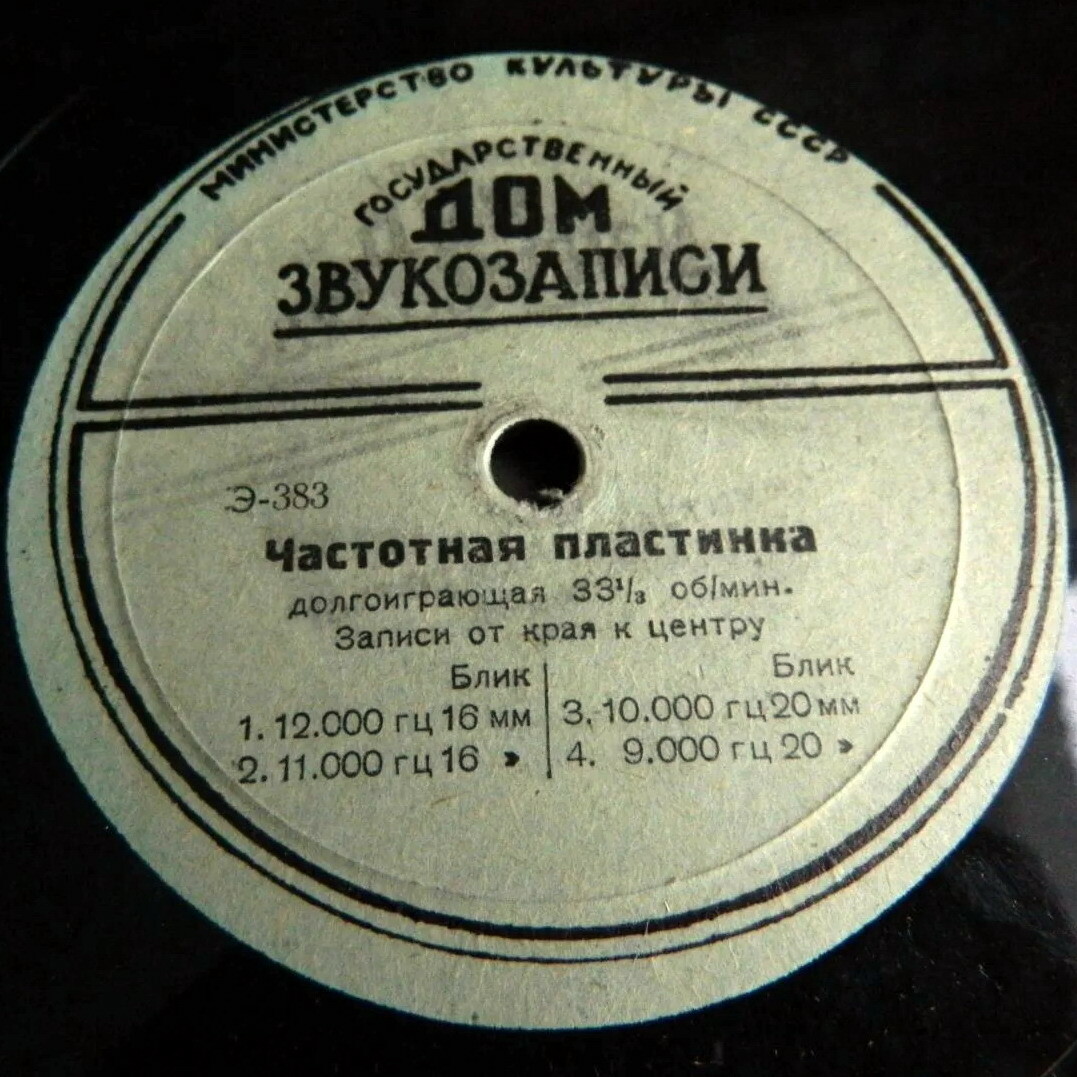 МИНИСТЕРСТВО КУЛЬТУРЫ СССР
ГОСУДАРСТВЕННЫЙ
ДОМ
ЗВУКОЗАПИСИ
Э-383
Частотная пластинка
долгоиграющая 33⅓ об/мин.
Записи от края к центру
Блик Блик
1. 12.000 гц 16 мм 3. 10.000 гц 20 мм
2. 11.000 гц 16 » 4. 9.000 гц 20 »